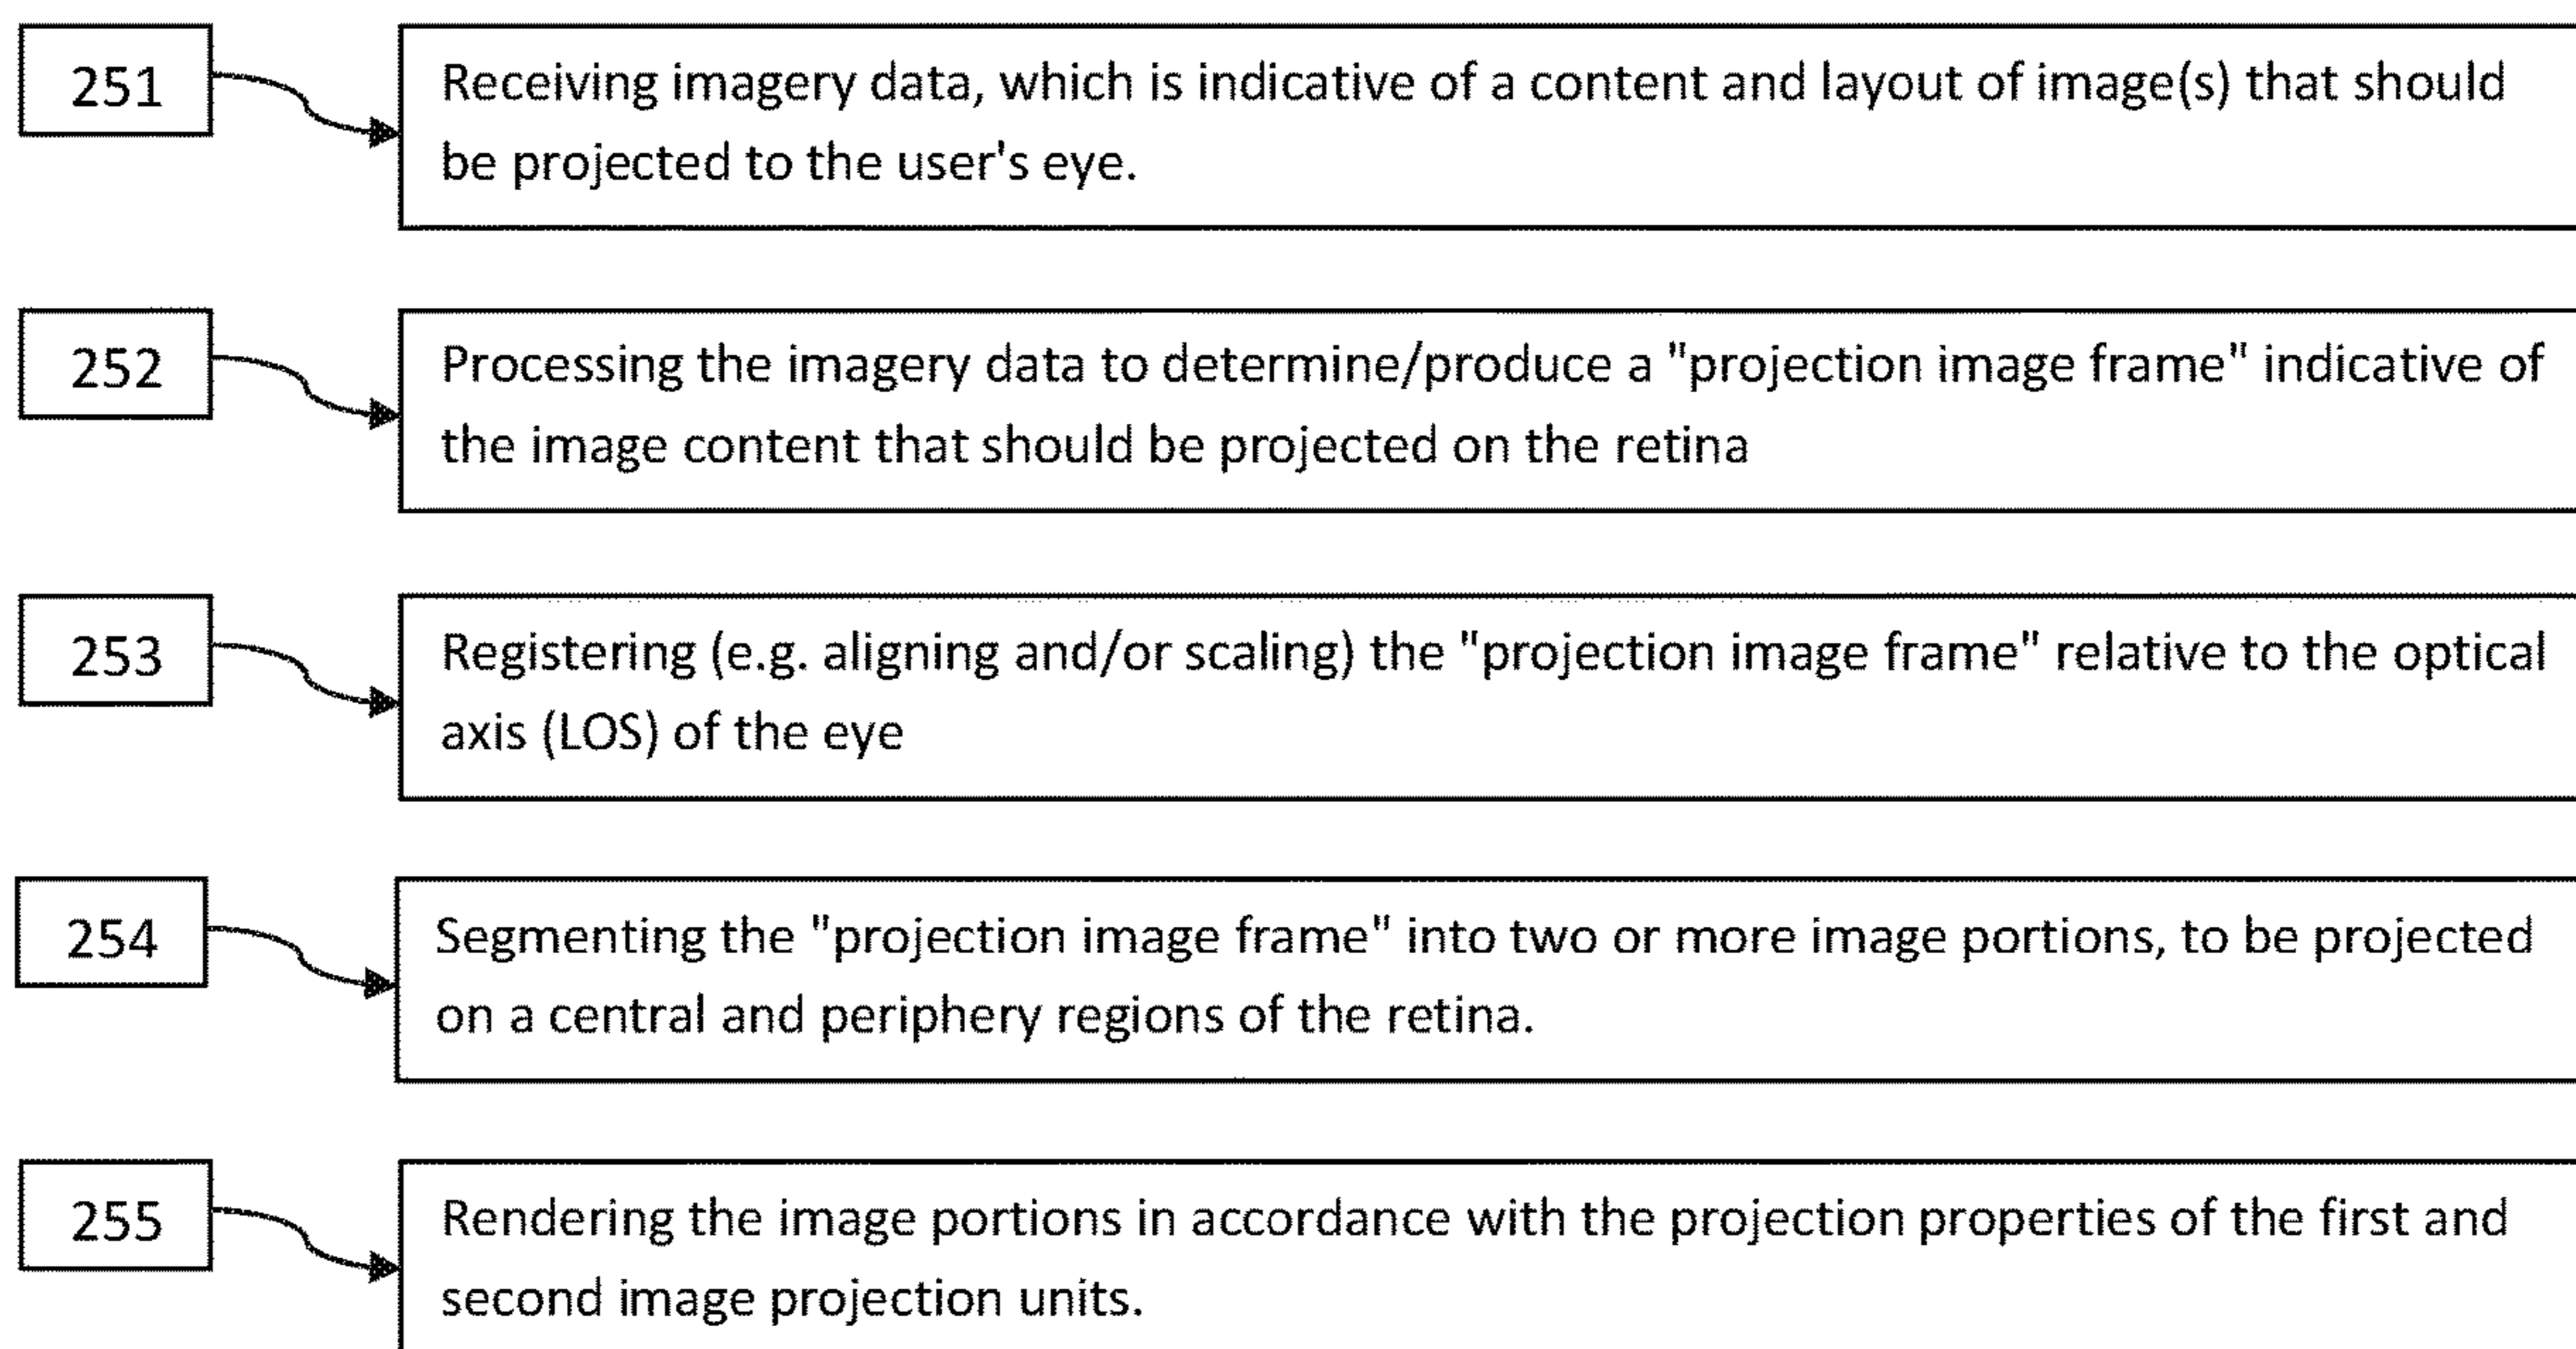 251
Receiving imagery data, which is indicative of a content and layout of image(s) that should
be projected to the user's eye.
252
Processing the imagery data to determine/produce a "projection image frame" indicative of
the image content that should be projected on the retina
253
Registering (e.g. aligning and/or scaling) the "projection image frame" relative to the optical
axis (LOS) of the eye
254
Segmenting the "projection image frame" into two or more image portions, to be projected
on a central and periphery regions of the retina.
255
Rendering the image portions in accordance with the projection properties of the first and
second image projection units.